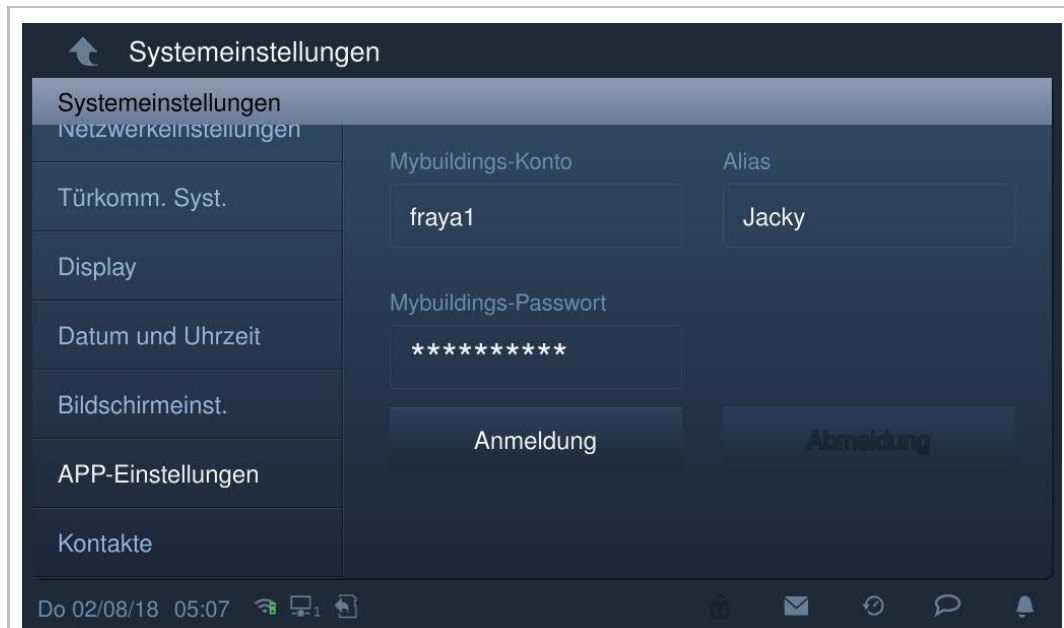 Systemeinstellungen
Systemeinstellungen
Netzwerkeinstellungen
Türkomm. Syst.
Display
Datum und Uhrzeit
Bildschirmeinst.
APP-Einstellungen
Kontakte
Mybuildings-Konto
Alias
fraya1
Jacky
Mybuildings-Passwort
**********
Anmeldung
Abmeldung
Do 02/08/18 05:07
1